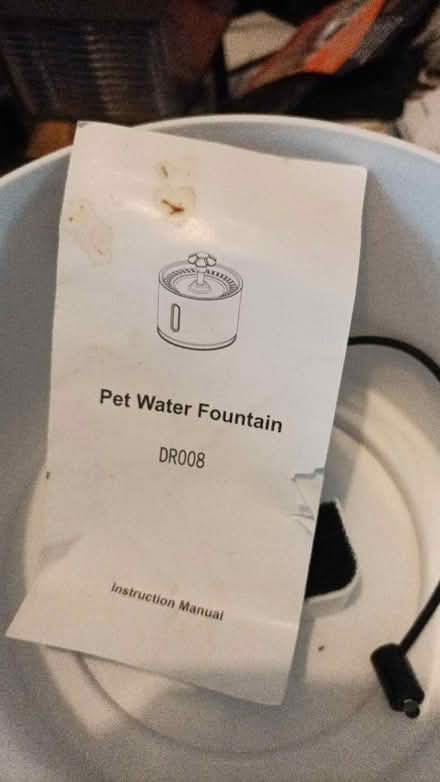 Pet Water Fountain
DR008
Instruction Manual